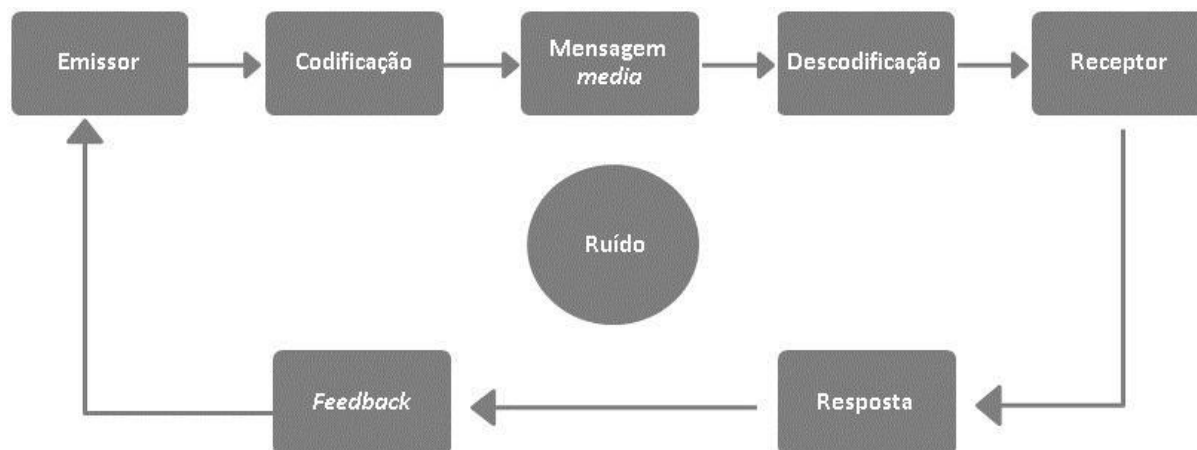 Emissor
Codificação
Mensagem
media
Descodificação
Receptor
Ruído
Feedback
Resposta